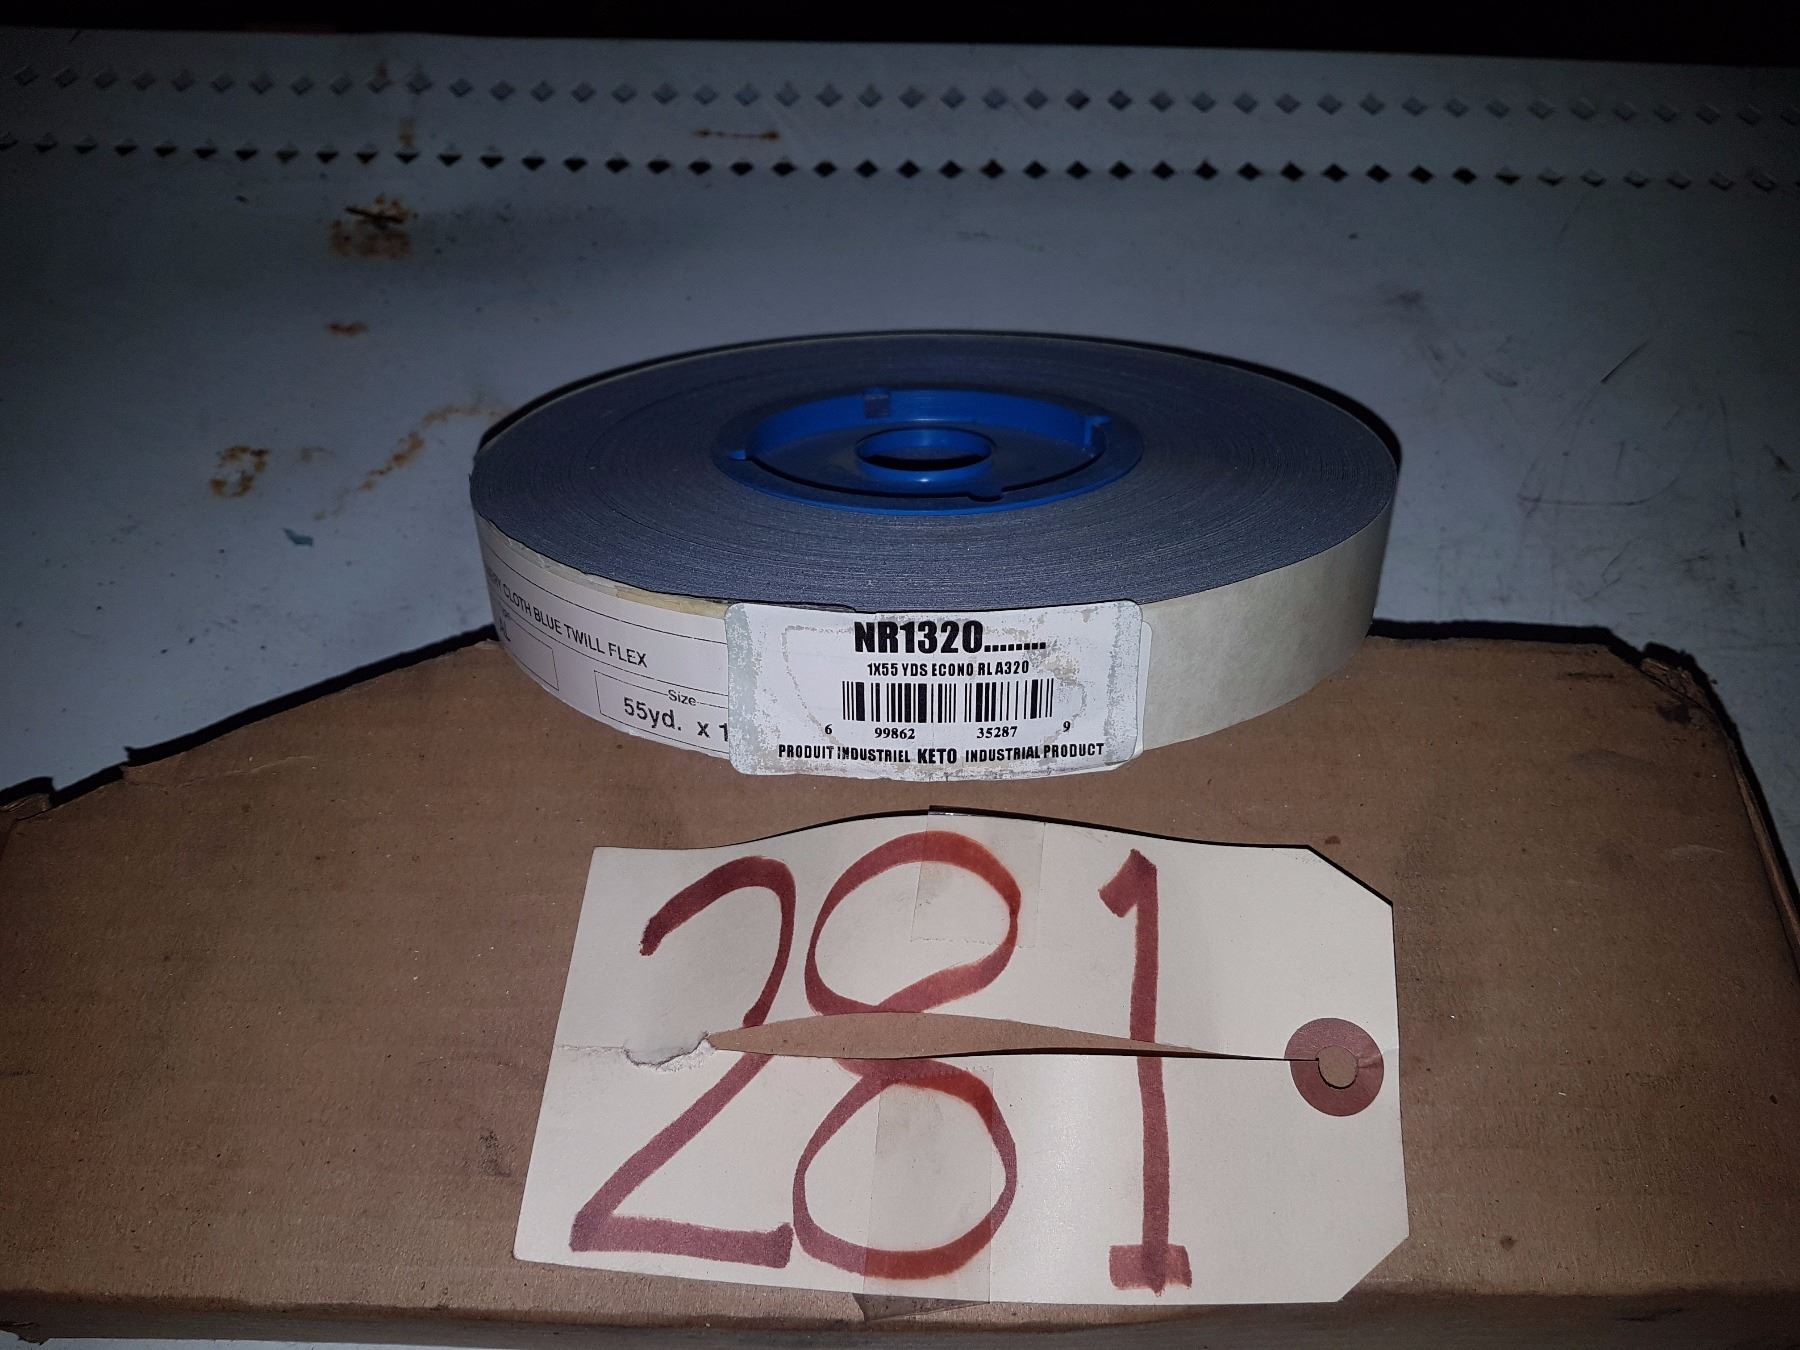 CLOTH BLUE TWILL FLEX
Size
55yd. x 1
NR1320........
1X55 YDS ECONO RL A320
6 99862 35287 9
PRODUIT INDUSTRIEL KETO INDUSTRIAL PRODUCT
281